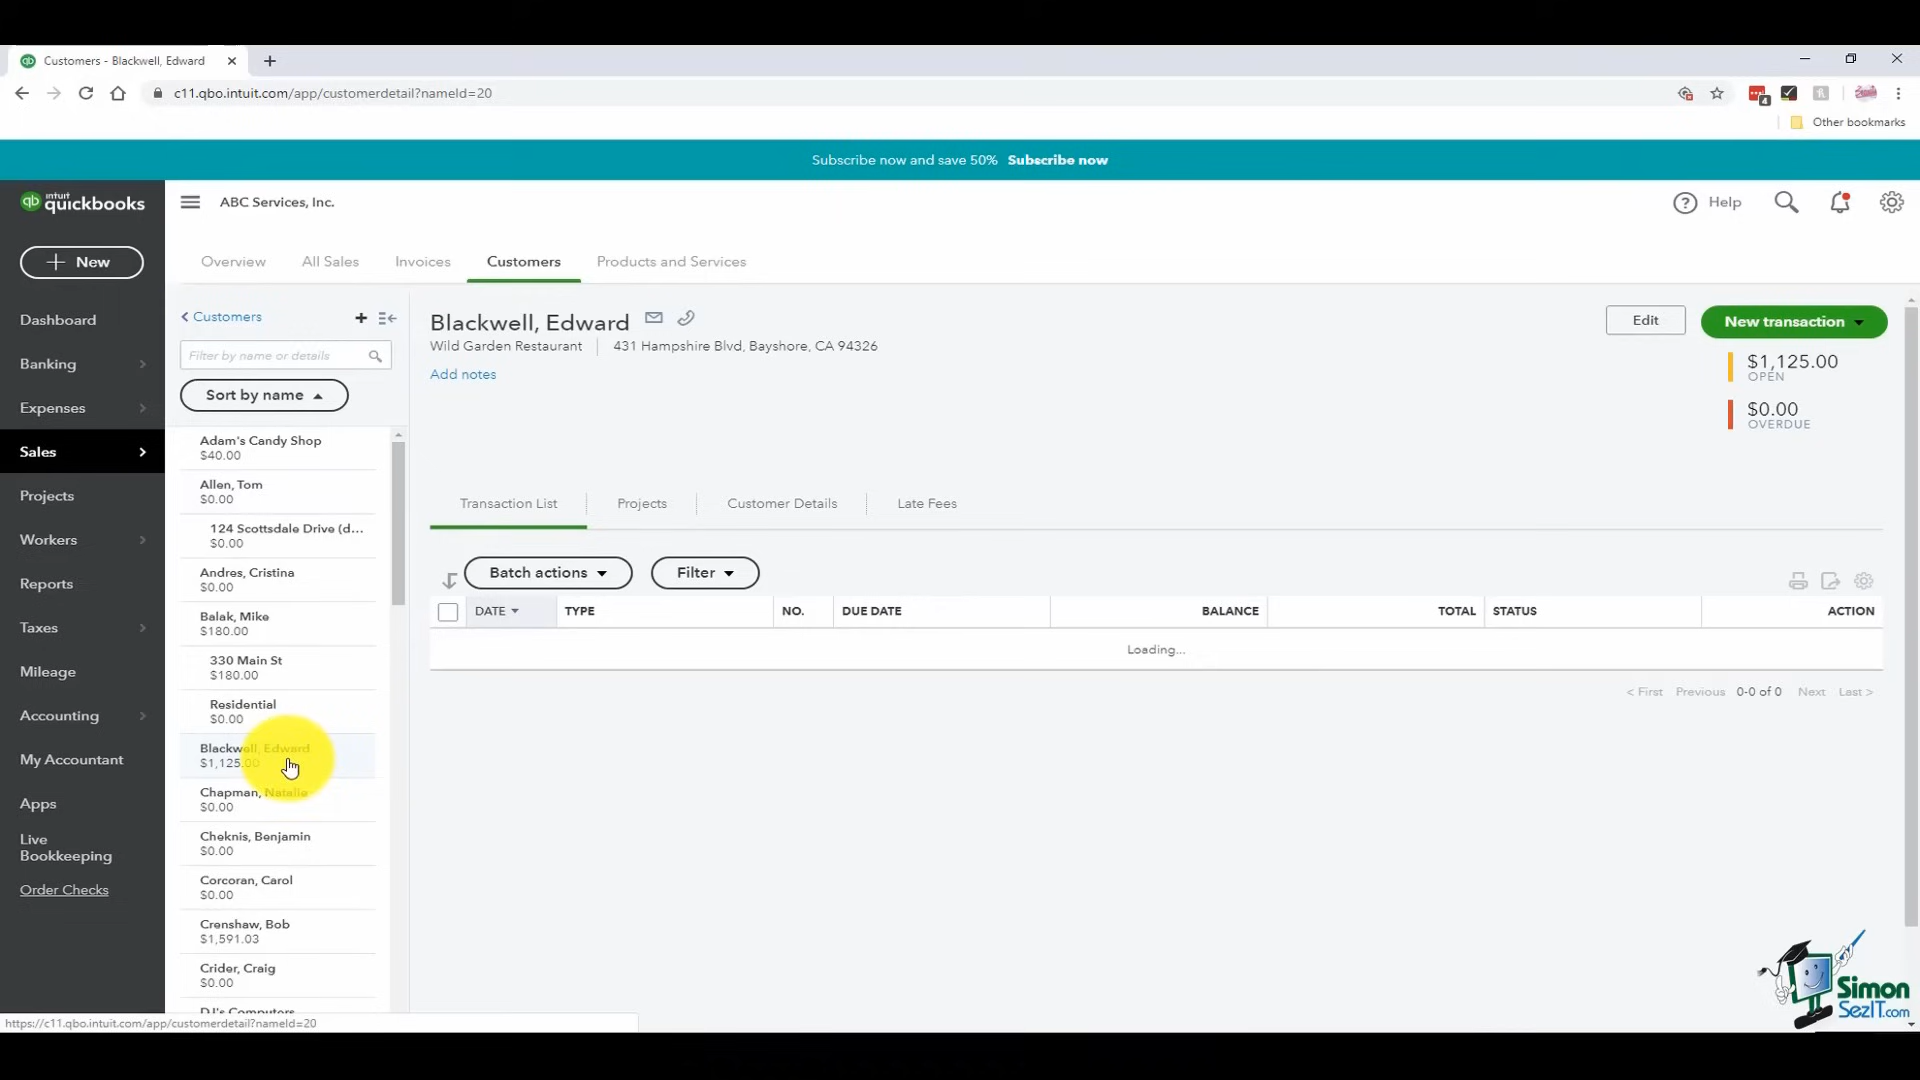 Customers - Blackwell, Edward
c11.qbo.intuit.com/app/customerdetail?nameId=20
4
Other bookmarks
Subscribe now and save 50% Subscribe now
intuit
quickbooks
ABC Services, Inc.
Help
New
Overview
All Sales
Invoices
Customers
Products and Services
Dashboard
Banking
Expenses
Sales
Projects
Workers
Reports
Taxes
Mileage
Accounting
My Accountant
Apps
Live
Bookkeeping
Order Checks
Customers
Filter by name or details
Sort by name
Adam's Candy Shop
$40.00
Allen, Tom
$0.00
124 Scottsdale Drive (d...
$0.00
Andres, Cristina
$0.00
Balak, Mike
$180.00
330 Main St
$180.00
Residential
$0.00
Blackwell, Edward
$1,125.00
Chapman, Natalie
$0.00
Cheknis, Benjamin
$0.00
Corcoran, Carol
$0.00
Crenshaw, Bob
$1,591.03
Crider, Craig
$0.00
DJ's Computers
Blackwell, Edward
Wild Garden Restaurant
431 Hampshire Blvd, Bayshore, CA 94326
Add notes
Edit
New transaction
$1,125.00
OPEN
$0.00
OVERDUE
Transaction List
Projects
Customer Details
Late Fees
Batch actions
Filter
DATE TYPE NO. DUE DATE BALANCE TOTAL STATUS ACTION
Loading...
< First Previous 0-0 of 0 Next Last >
https://c11.qbo.intuit.com/app/customerdetail?nameId=20
Simon
SezIT.com